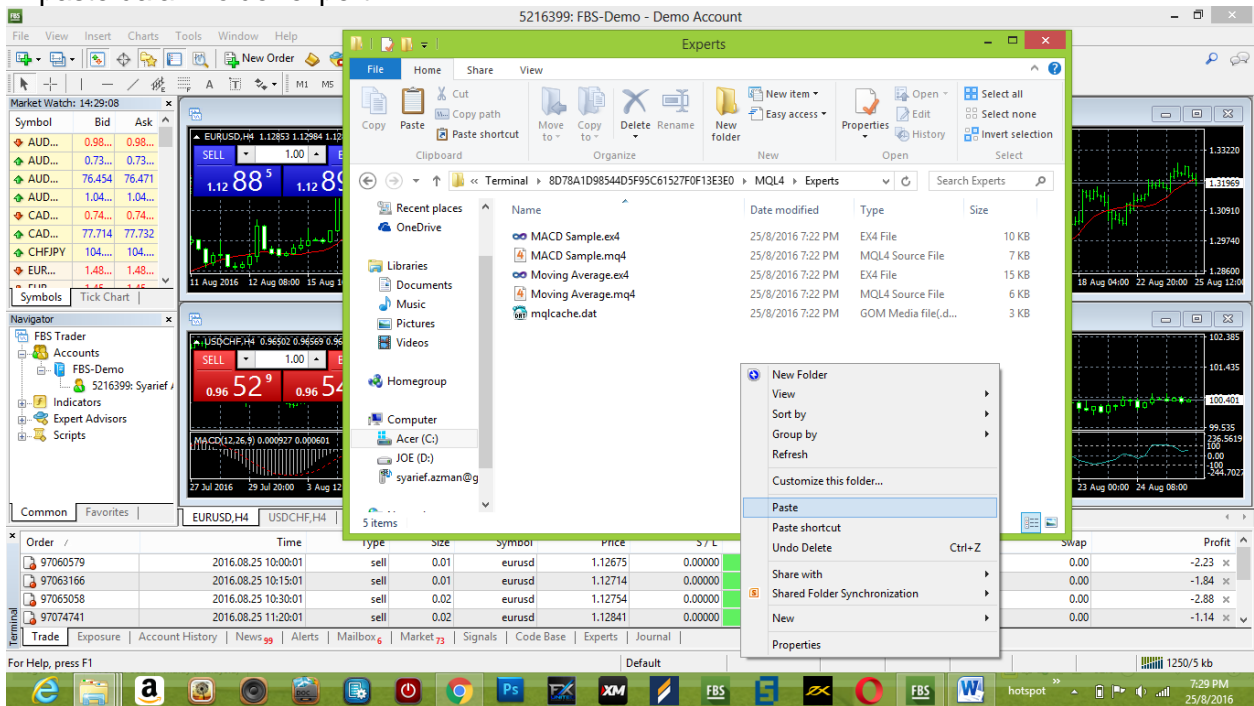 5216399: FBS-Demo - Demo Account
FBS
File View Insert Charts Tools Window Help
New Order
M1 M5
Market Watch: 14:29:08
Symbol Bid Ask
AUD... 0.98... 0.98...
AUD... 0.73... 0.73...
AUD... 76.454 76.471
AUD... 1.04... 1.04...
CAD... 0.74... 0.74...
CAD... 77.714 77.732
CHFJPY 104.... 104....
EUR... 1.48... 1.48...
Symbols Tick Chart
Navigator
FBS Trader
Accounts
FBS-Demo
5216399: Syarief
Indicators
Expert Advisors
Scripts
Common Favorites
EURUSD,H4 1.12853 1.12984 1.12
SELL 1.00
1.12 88 5 1.12
11 Aug 2016 12 Aug 08:00 15 Aug
USDCHF,H4 0.96502 0.96569 0.96
SELL 1.00
0.96 52 9 0.96
MACD(12,26,9) 0.000927 0.000601
27 Jul 2016 29 Jul 20:00 3 Aug 12
EURUSD,H4 USDCHF,H4
Experts
File Home Share View
Copy
Paste
Cut
Copy path
Paste shortcut
Move to
Copy to
Delete
Rename
New folder
New item
Easy access
Properties
Open
Edit
History
Select all
Select none
Invert selection
Clipboard Organize New Open Select
« Terminal 8D78A1D98544D5F95C61527F0F13E3E0 MQL4 Experts
Search Experts
Recent places
OneDrive
Libraries
Documents
Music
Pictures
Videos
Homegroup
Computer
Acer (C:)
JOE (D:)
syarief.azman@g
Name Date modified Type Size
MACD Sample.ex4 25/8/2016 7:22 PM EX4 File 10 KB
MACD Sample.mq4 25/8/2016 7:22 PM MQL4 Source File 7 KB
Moving Average.ex4 25/8/2016 7:22 PM EX4 File 15 KB
Moving Average.mq4 25/8/2016 7:22 PM MQL4 Source File 6 KB
mqlcache.dat 25/8/2016 7:22 PM GOM Media file(.d... 3 KB
5 items
New Folder
View
Sort by
Group by
Refresh
Customize this folder...
Paste
Paste shortcut
Undo Delete Ctrl+Z
Share with
Shared Folder Synchronization
New
Properties
1.33220
1.31969
1.30910
1.29740
1.28600
18 Aug 04:00 22 Aug 20:00 25 Aug 12:00
102.385
101.435
100.401
99.535
236.5619
100
0.00
-100
-244.7027
23 Aug 00:00 24 Aug 08:00
Order / Time Type Size Symbol Price S / L Swap Profit
97060579 2016.08.25 10:00:01 sell 0.01 eurusd 1.12675 0.00000 0.00 -2.23
97063166 2016.08.25 10:15:01 sell 0.01 eurusd 1.12714 0.00000 0.00 -1.84
97065058 2016.08.25 10:30:01 sell 0.02 eurusd 1.12754 0.00000 0.00 -2.88
97074741 2016.08.25 11:20:01 sell 0.02 eurusd 1.12841 0.00000 0.00 -1.14
Terminal
Trade Exposure Account History News 99 Alerts Mailbox 6 Market 73 Signals Code Base Experts Journal
For Help, press F1 Default 1250/5 kb
hotspot
7:29 PM
25/8/2016